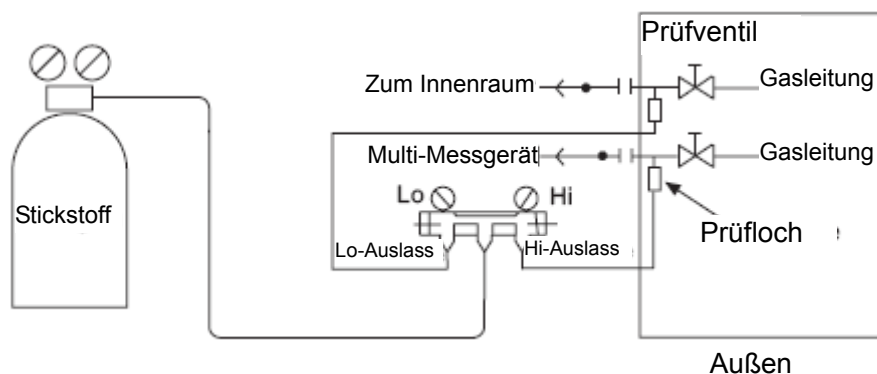 Prüfventil
Zum Innenraum
Gasleitung
Multi-Messgerät
Gasleitung
Stickstoff
Lo
Hi
Prüfloch
Lo-Auslass
Hi-Auslass
Außen